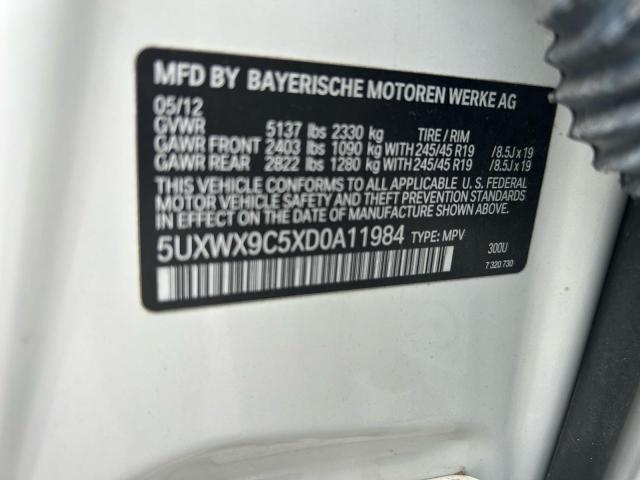 MFD BY BAYERISCHE MOTOREN WERKE AG
05/12
GVWR 5137 lbs 2330 kg TIRE / RIM
GAWR FRONT 2403 lbs 1090 kg WITH 245/45 R19 /8.5J x 19
GAWR REAR 2822 lbs 1280 kg WITH 245/45 R19 /8.5J x 19
THIS VEHICLE CONFORMS TO ALL APPLICABLE U.S. FEDERAL
MOTOR VEHICLE SAFETY AND THEFT PREVENTION STANDARDS
IN EFFECT ON THE DATE OF MANUFACTURE SHOWN ABOVE.
5UXWX9C5XD0A11984 TYPE: MPV 300U
7 320 730